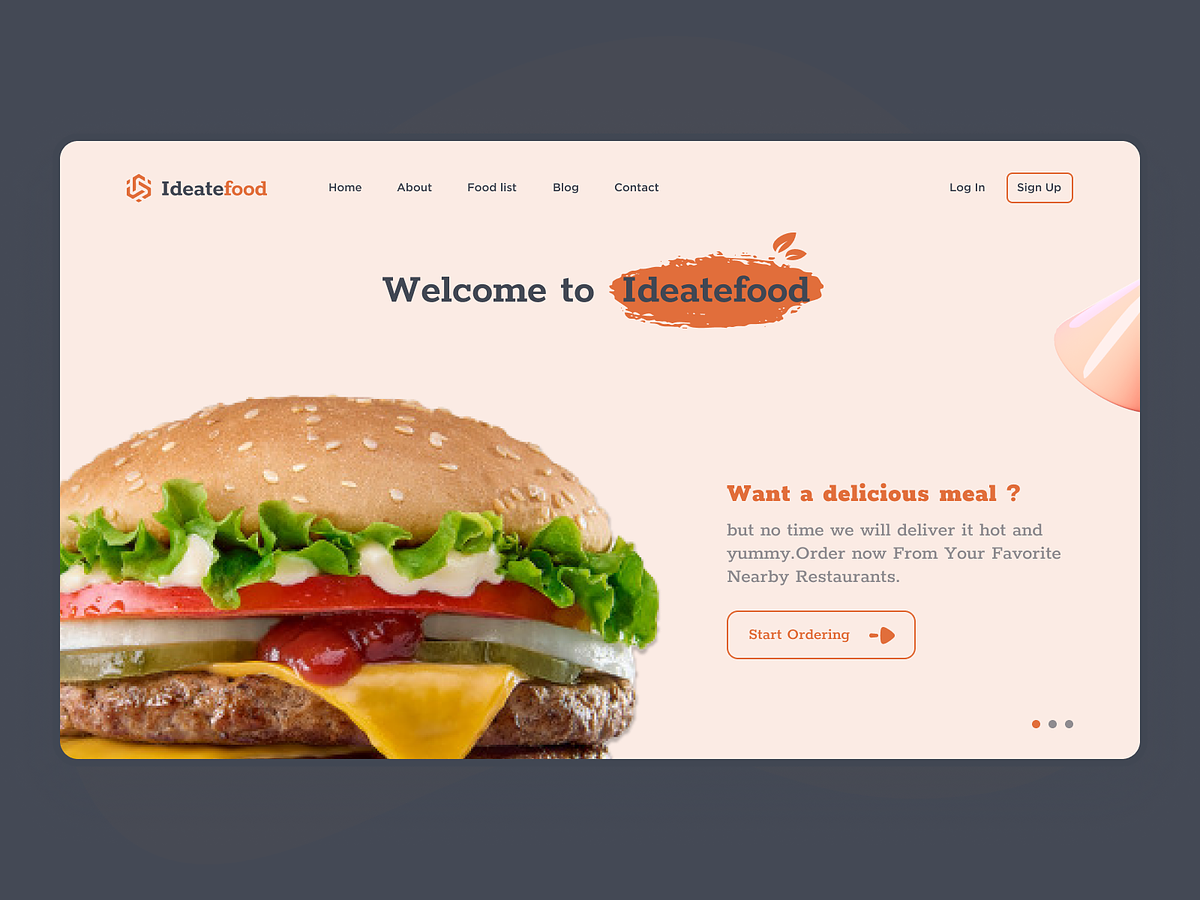 Ideatefood
Home
About
Food list
Blog
Contact
Log In
Sign Up
Welcome to Ideatefood
Want a delicious meal ?
but no time we will deliver it hot and
yummy.Order now From Your Favorite
Nearby Restaurants.
Start Ordering